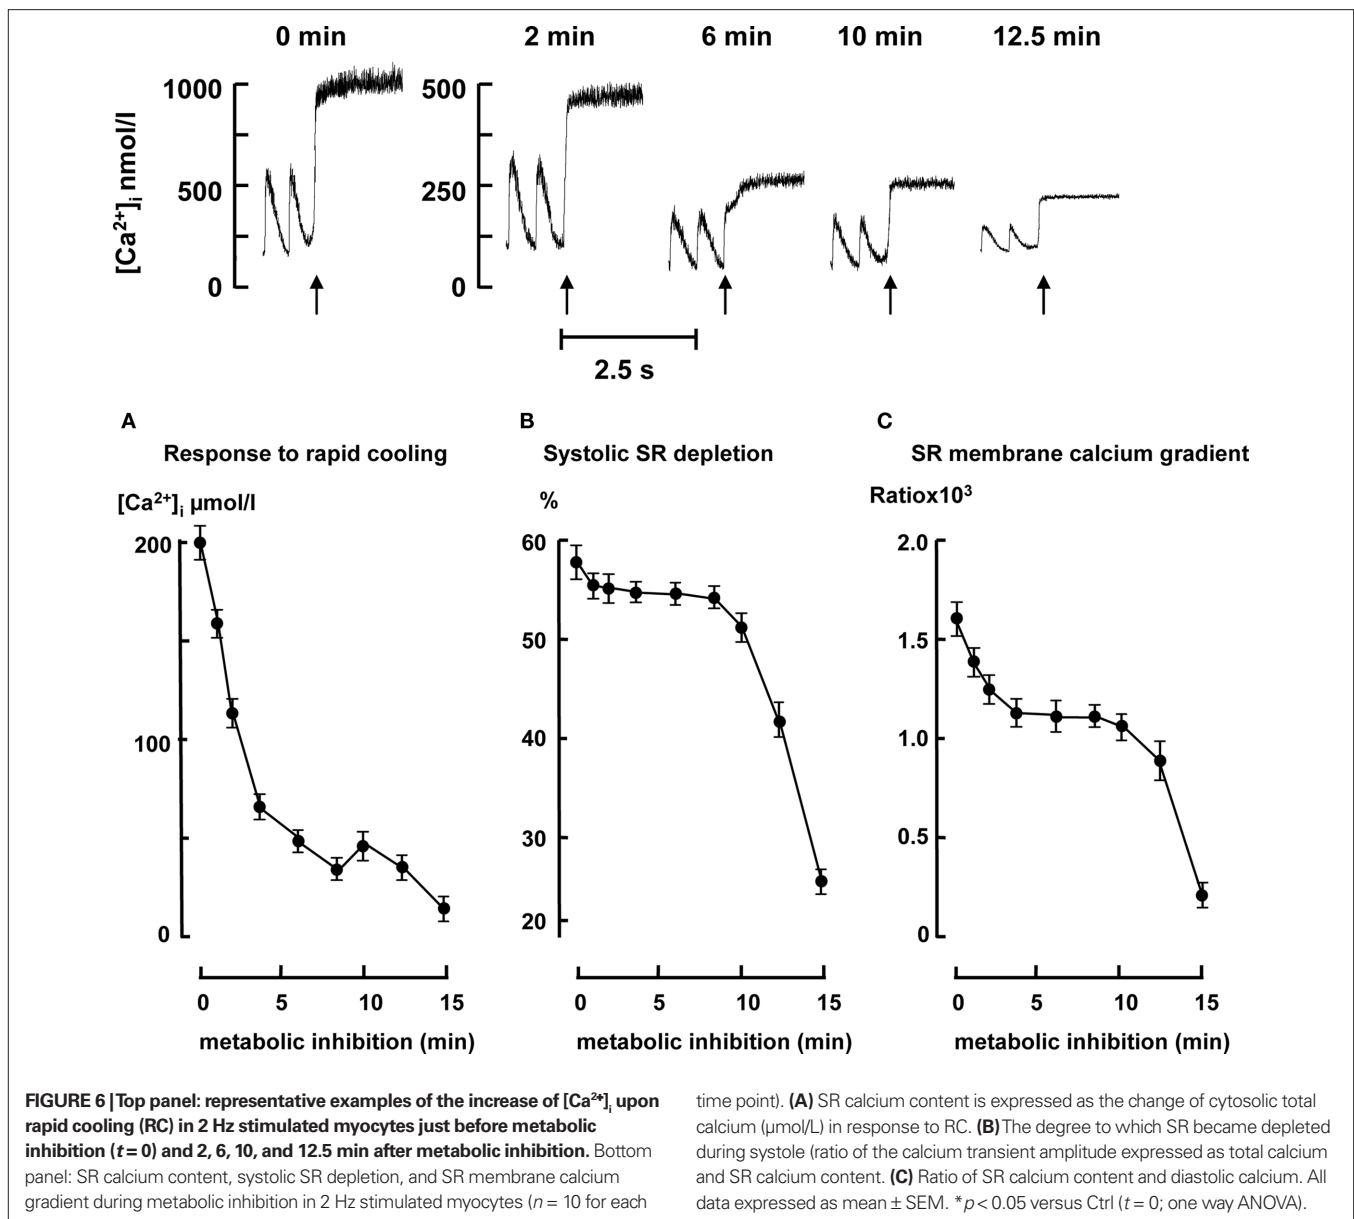 0 min
2 min
6 min
10 min
12.5 min
[Ca²⁺]ᵢ nmol/l
1000
500
0
500
250
0
2.5 s
A
Response to rapid cooling
[Ca²⁺]ᵢ µmol/l
200
100
0
0 5 10 15
metabolic inhibition (min)
B
Systolic SR depletion
%
60
50
40
30
20
0 5 10 15
metabolic inhibition (min)
C
SR membrane calcium gradient
Ratiox10³
2.0
1.5
1.0
0.5
0
0 5 10 15
metabolic inhibition (min)
FIGURE 6 | Top panel: representative examples of the increase of [Ca²⁺]ᵢ upon
rapid cooling (RC) in 2 Hz stimulated myocytes just before metabolic
inhibition (t = 0) and 2, 6, 10, and 12.5 min after metabolic inhibition. Bottom
panel: SR calcium content, systolic SR depletion, and SR membrane calcium
gradient during metabolic inhibition in 2 Hz stimulated myocytes (n = 10 for each
time point). (A) SR calcium content is expressed as the change of cytosolic total
calcium (µmol/L) in response to RC. (B) The degree to which SR became depleted
during systole (ratio of the calcium transient amplitude expressed as total calcium
and SR calcium content. (C) Ratio of SR calcium content and diastolic calcium. All
data expressed as mean ± SEM. *p < 0.05 versus Ctrl (t = 0; one way ANOVA).